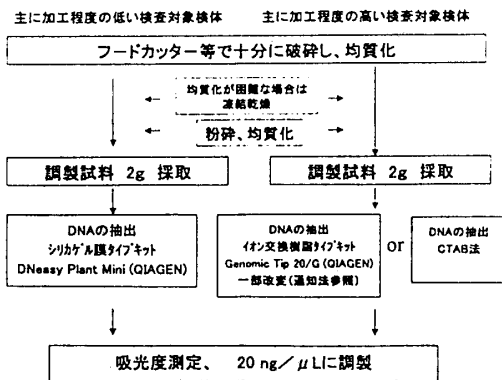 主に加工程度の低い検査対象検体
主に加工程度の高い検査対象検体
フードカッター等で十分に破砕し、均質化
均質化が困難な場合は
凍結乾燥
粉砕、均質化
調製試料 2g 採取
調製試料 2g 採取
DNAの抽出
シリカゲル膜タイプキット
DNeasy Plant Mini (QIAGEN)
DNAの抽出
イオン交換樹脂タイプキット
Genomic Tip 20/G (QIAGEN)
一部改変(通知法参照)
or
DNAの抽出
CTAB法
吸光度測定、 20 ng/μLに調製